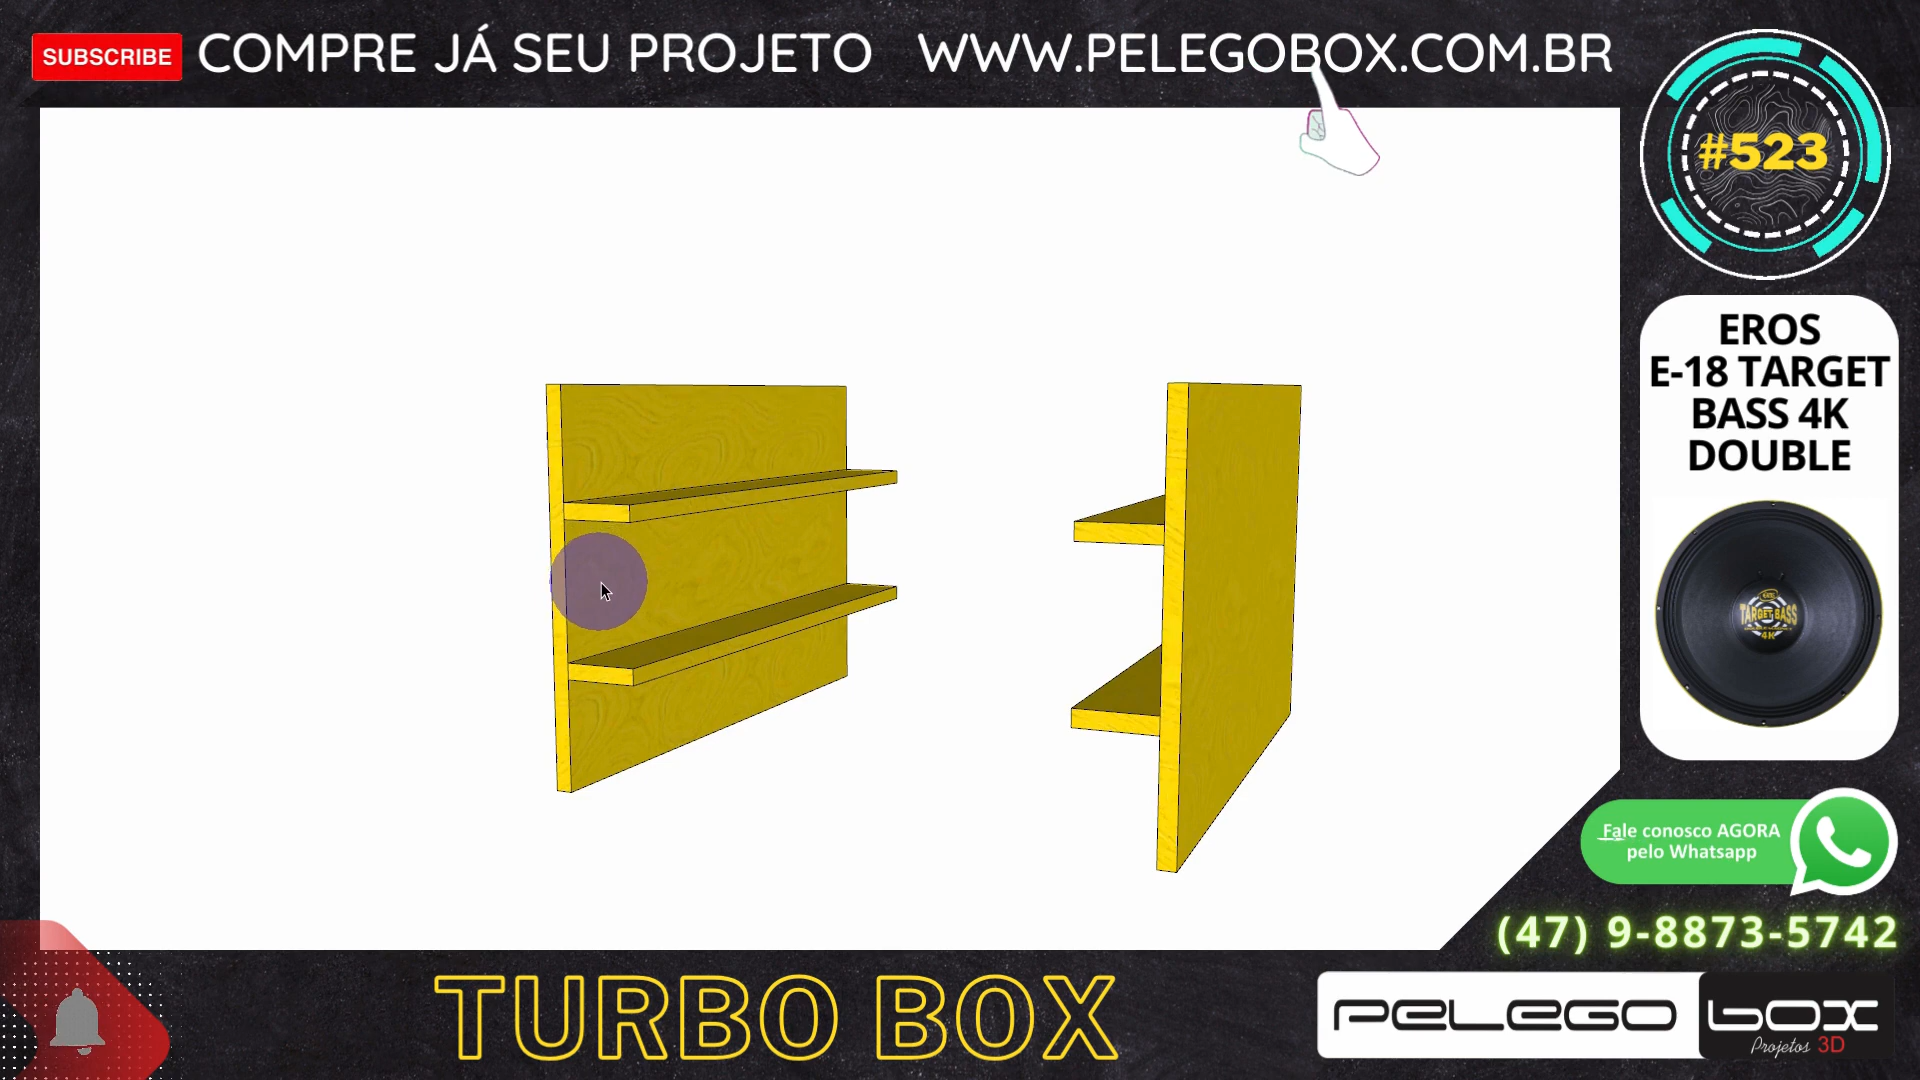 SUBSCRIBE COMPRE JÁ SEU PROJETO WWW.PELEGOBOX.COM.BR
#523
EROS
E-18 TARGET
BASS 4K
DOUBLE
TARGET BASS
4K
Fale conosco AGORA
pelo Whatsapp
(47) 9-8873-5742
TURBO BOX
PELEGO BOX
Projetos 3D